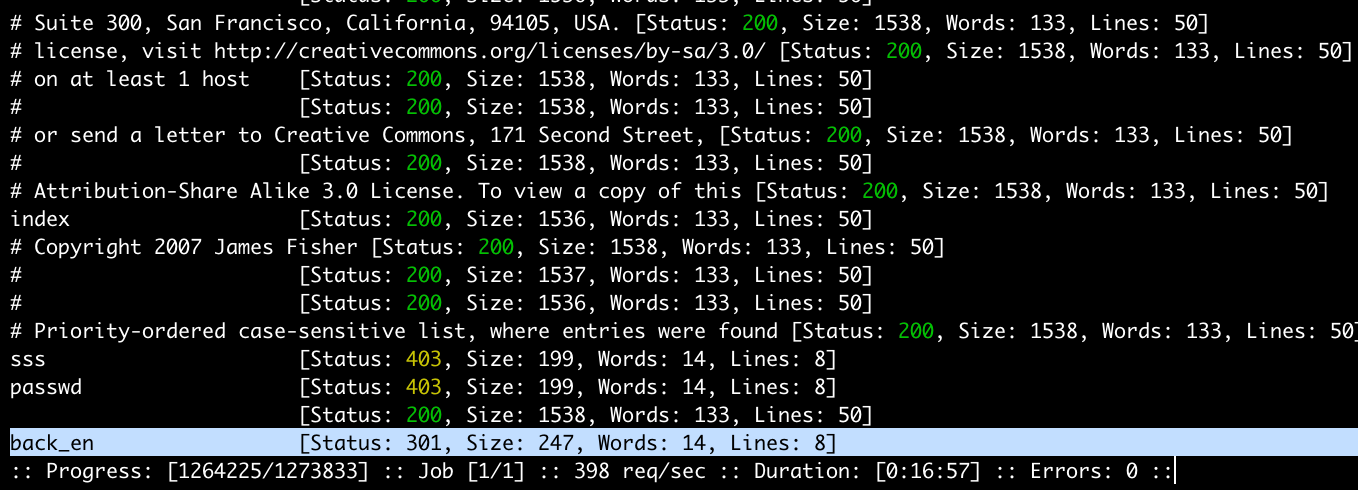 # Suite 300, San Francisco, California, 94105, USA. [Status: 200, Size: 1538, Words: 133, Lines: 50]
# license, visit http://creativecommons.org/licenses/by-sa/3.0/ [Status: 200, Size: 1538, Words: 133, Lines: 50]
# on at least 1 host [Status: 200, Size: 1538, Words: 133, Lines: 50]
# [Status: 200, Size: 1538, Words: 133, Lines: 50]
# or send a letter to Creative Commons, 171 Second Street, [Status: 200, Size: 1538, Words: 133, Lines: 50]
# [Status: 200, Size: 1538, Words: 133, Lines: 50]
# Attribution-Share Alike 3.0 License. To view a copy of this [Status: 200, Size: 1538, Words: 133, Lines: 50]
index [Status: 200, Size: 1536, Words: 133, Lines: 50]
# Copyright 2007 James Fisher [Status: 200, Size: 1538, Words: 133, Lines: 50]
# [Status: 200, Size: 1537, Words: 133, Lines: 50]
# [Status: 200, Size: 1536, Words: 133, Lines: 50]
# Priority-ordered case-sensitive list, where entries were found [Status: 200, Size: 1538, Words: 133, Lines: 50]
sss [Status: 403, Size: 199, Words: 14, Lines: 8]
passwd [Status: 403, Size: 199, Words: 14, Lines: 8]
[Status: 200, Size: 1538, Words: 133, Lines: 50]
back_en [Status: 301, Size: 247, Words: 14, Lines: 8]
:: Progress: [1264225/1273833] :: Job [1/1] :: 398 req/sec :: Duration: [0:16:57] :: Errors: 0 ::